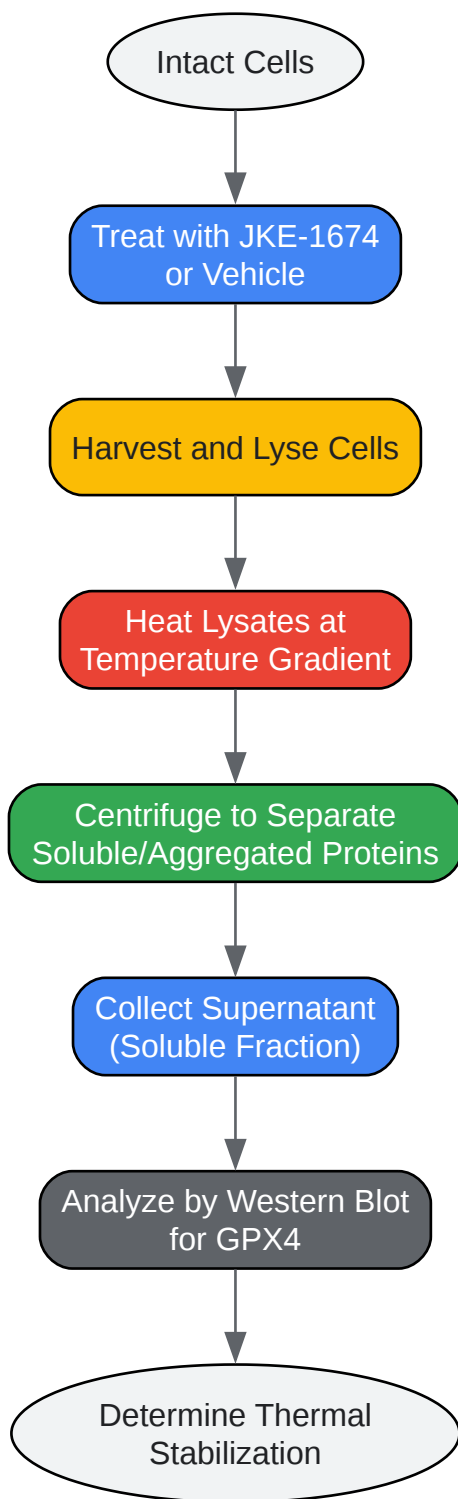 Intact Cells
Treat with JKE-1674
or Vehicle
Harvest and Lyse Cells
Heat Lysates at
Temperature Gradient
Centrifuge to Separate
Soluble/Aggregated Proteins
Collect Supernatant
(Soluble Fraction)
Analyze by Western Blot
for GPX4
Determine Thermal
Stabilization